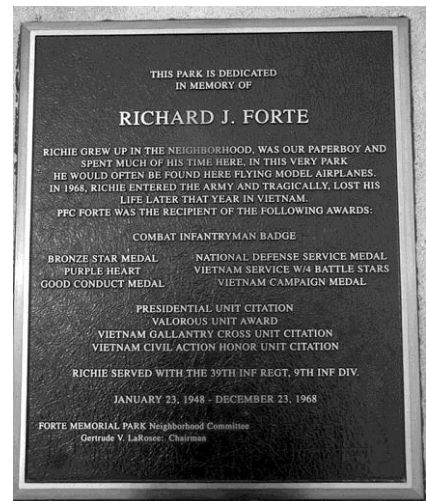 THIS PARK IS DEDICATED
IN MEMORY OF
RICHARD J. FORTE
RICHIE GREW UP IN THE NEIGHBORHOOD, WAS OUR PAPERBOY AND
SPENT MUCH OF HIS TIME HERE, IN THIS VERY PARK
HE WOULD OFTEN BE FOUND HERE FLYING MODEL AIRPLANES.
IN 1968, RICHIE ENTERED THE ARMY AND TRAGICALLY, LOST HIS
LIFE LATER THAT YEAR IN VIETNAM.
PFC FORTE WAS THE RECIPIENT OF THE FOLLOWING AWARDS:
COMBAT INFANTRYMAN BADGE
BRONZE STAR MEDAL NATIONAL DEFENSE SERVICE MEDAL
PURPLE HEART VIETNAM SERVICE W/4 BATTLE STARS
GOOD CONDUCT MEDAL VIETNAM CAMPAIGN MEDAL
PRESIDENTIAL UNIT CITATION
VALOROUS UNIT AWARD
VIETNAM GALLANTRY CROSS UNIT CITATION
VIETNAM CIVIL ACTION HONOR UNIT CITATION
RICHIE SERVED WITH THE 39TH INF REGT, 9TH INF DIV.
JANUARY 23, 1948 - DECEMBER 23, 1968
FORTE MEMORIAL PARK Neighborhood Committee
Gertrude V. LaRosee: Chairman